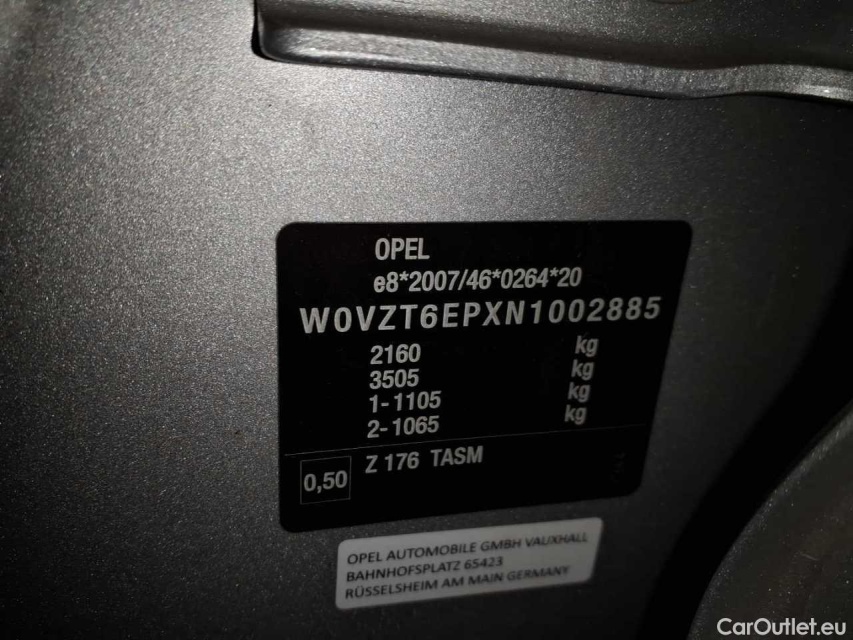 OPEL
e8*2007/46*0264*20
W0VZT6EPXN1002885
2160 kg
3505 kg
1-1105 kg
2-1065 kg
0,50 Z 176 TASM
OPEL AUTOMOBILE GMBH VAUXHALL
BAHNHOFSPLATZ 65423
RÜSSELSHEIM AM MAIN GERMANY
CarOutlet.eu